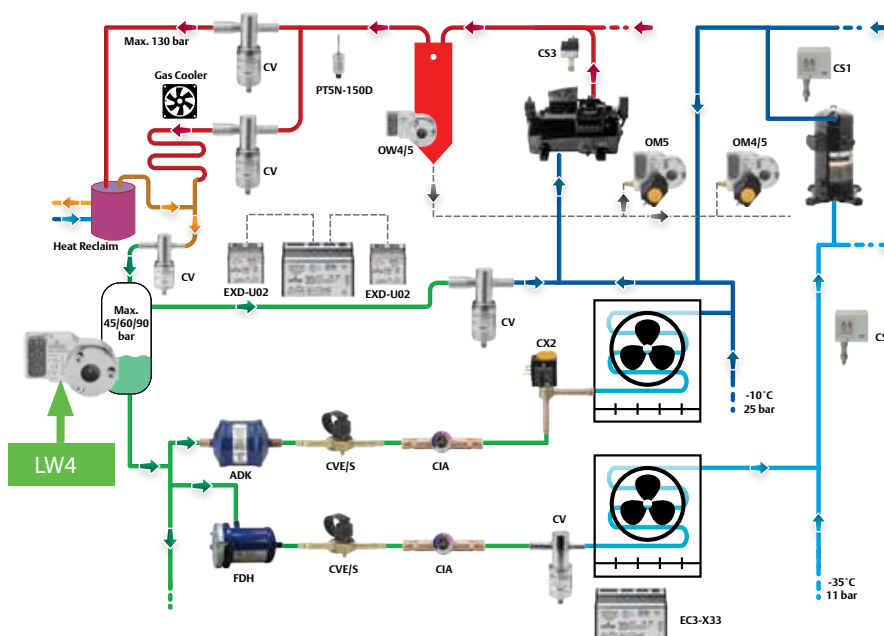 Max. 130 bar
CV
Gas Cooler
PT5N-150D
CS3
CS1
OW4/5
CV
OM5
OM4/5
Heat Reclaim
CV
EXD-U02
EXD-U02
Max.
45/60/90
bar
CV
CX2
CS
-10°C
25 bar
LW4
ADK
CVE/S
CIA
CV
FDH
CVE/S
CIA
-35°C
11 bar
EC3-X33